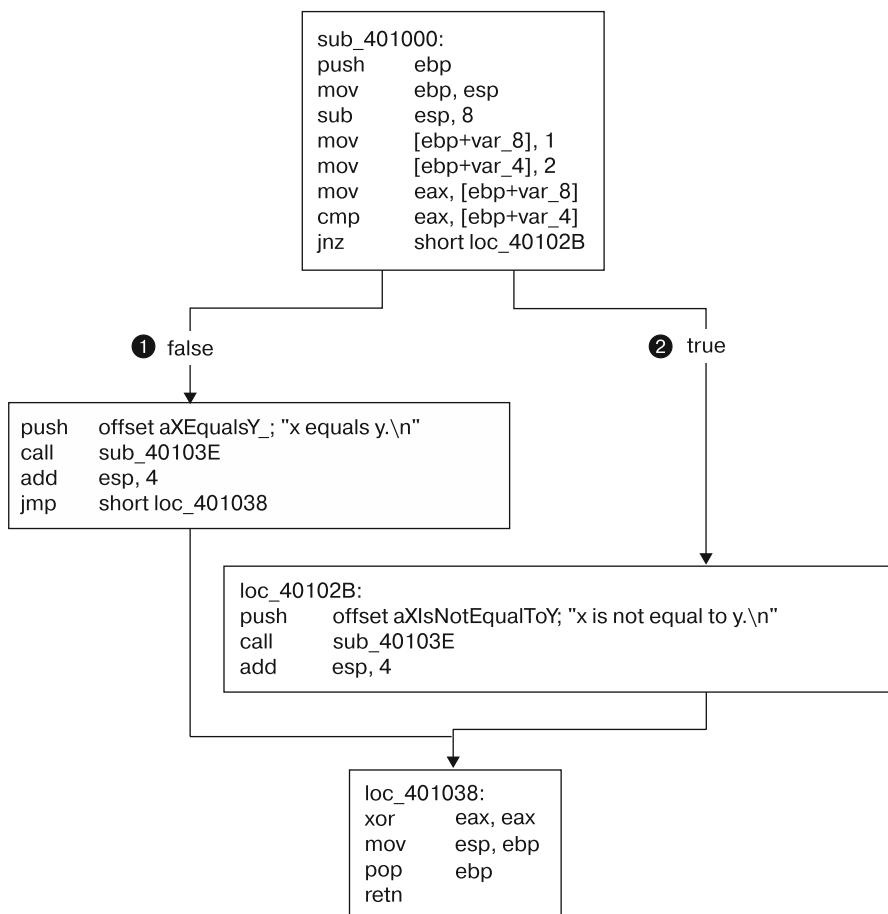 sub_401000:
push ebp
mov ebp, esp
sub esp, 8
mov [ebp+var_8], 1
mov [ebp+var_4], 2
mov eax, [ebp+var_8]
cmp eax, [ebp+var_4]
jnz short loc_40102B
1 false
2 true
push offset aXEqualsY_; "x equals y.\n"
call sub_40103E
add esp, 4
jmp short loc_401038
loc_40102B:
push offset aXIsNotEqualToY; "x is not equal to y.\n"
call sub_40103E
add esp, 4
loc_401038:
xor eax, eax
mov esp, ebp
pop ebp
retn